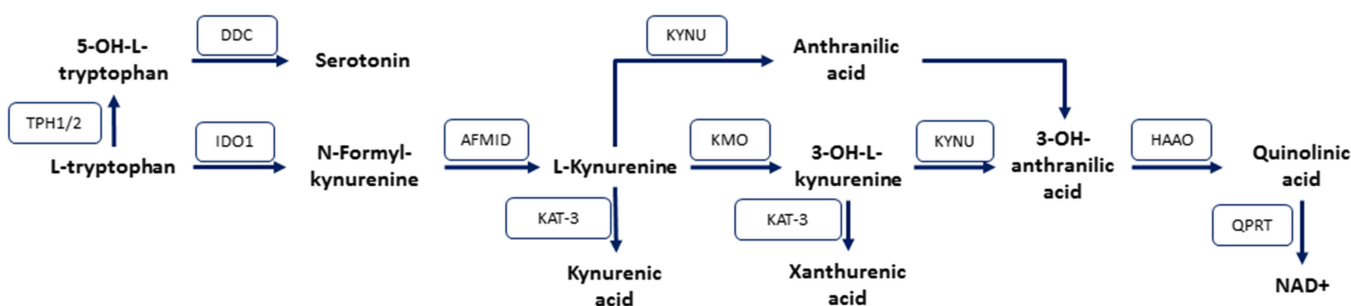 5-OH-L-
tryptophan
DDC
Serotonin
KYNU
Anthranilic
acid
TPH1/2
L-tryptophan
IDO1
N-Formyl-
kynurenine
AFMID
L-Kynurenine
KMO
3-OH-L-
kynurenine
KYNU
3-OH-
anthranilic
acid
HAAO
Quinolinic
acid
KAT-3
KAT-3
QPRT
Kynurenic
acid
Xanthurenic
acid
NAD+